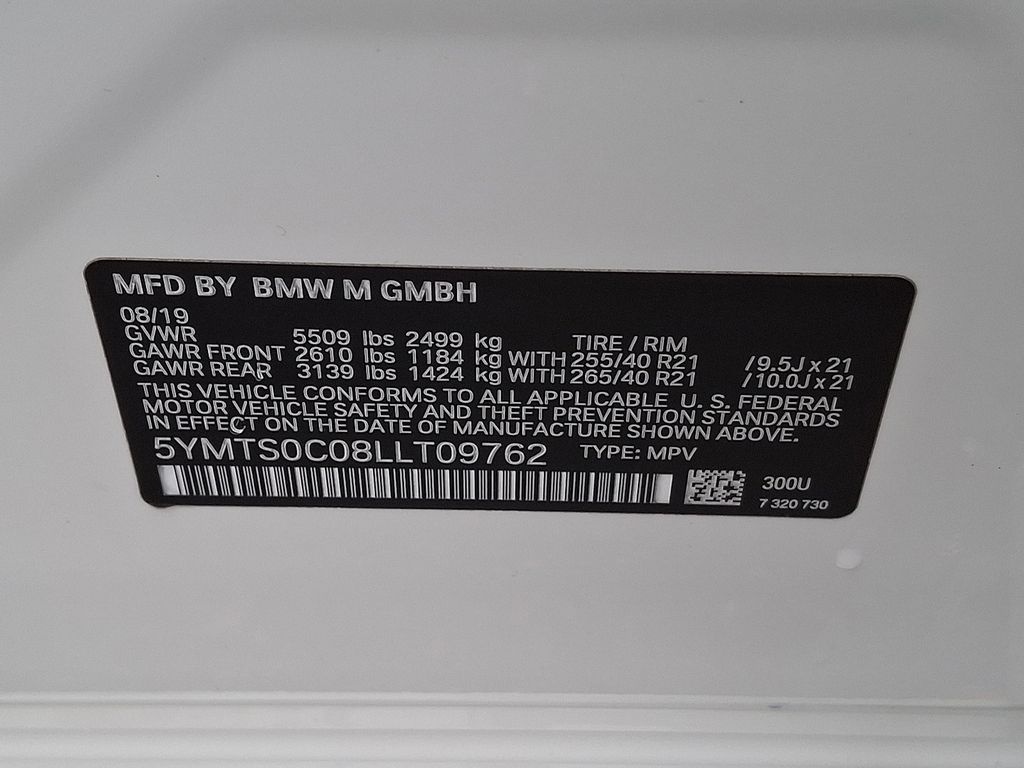 MFD BY BMW M GMBH
08/19
GVWR 5509 lbs 2499 kg TIRE / RIM
GAWR FRONT 2610 lbs 1184 kg WITH 255/40 R21 / 9.5J x 21
GAWR REAR 3139 lbs 1424 kg WITH 265/40 R21 / 10.0J x 21
THIS VEHICLE CONFORMS TO ALL APPLICABLE U. S. FEDERAL
MOTOR VEHICLE SAFETY AND THEFT PREVENTION STANDARDS
IN EFFECT ON THE DATE OF MANUFACTURE SHOWN ABOVE.
5YMTS0C08LLT09762 TYPE: MPV
300U
7 320 730